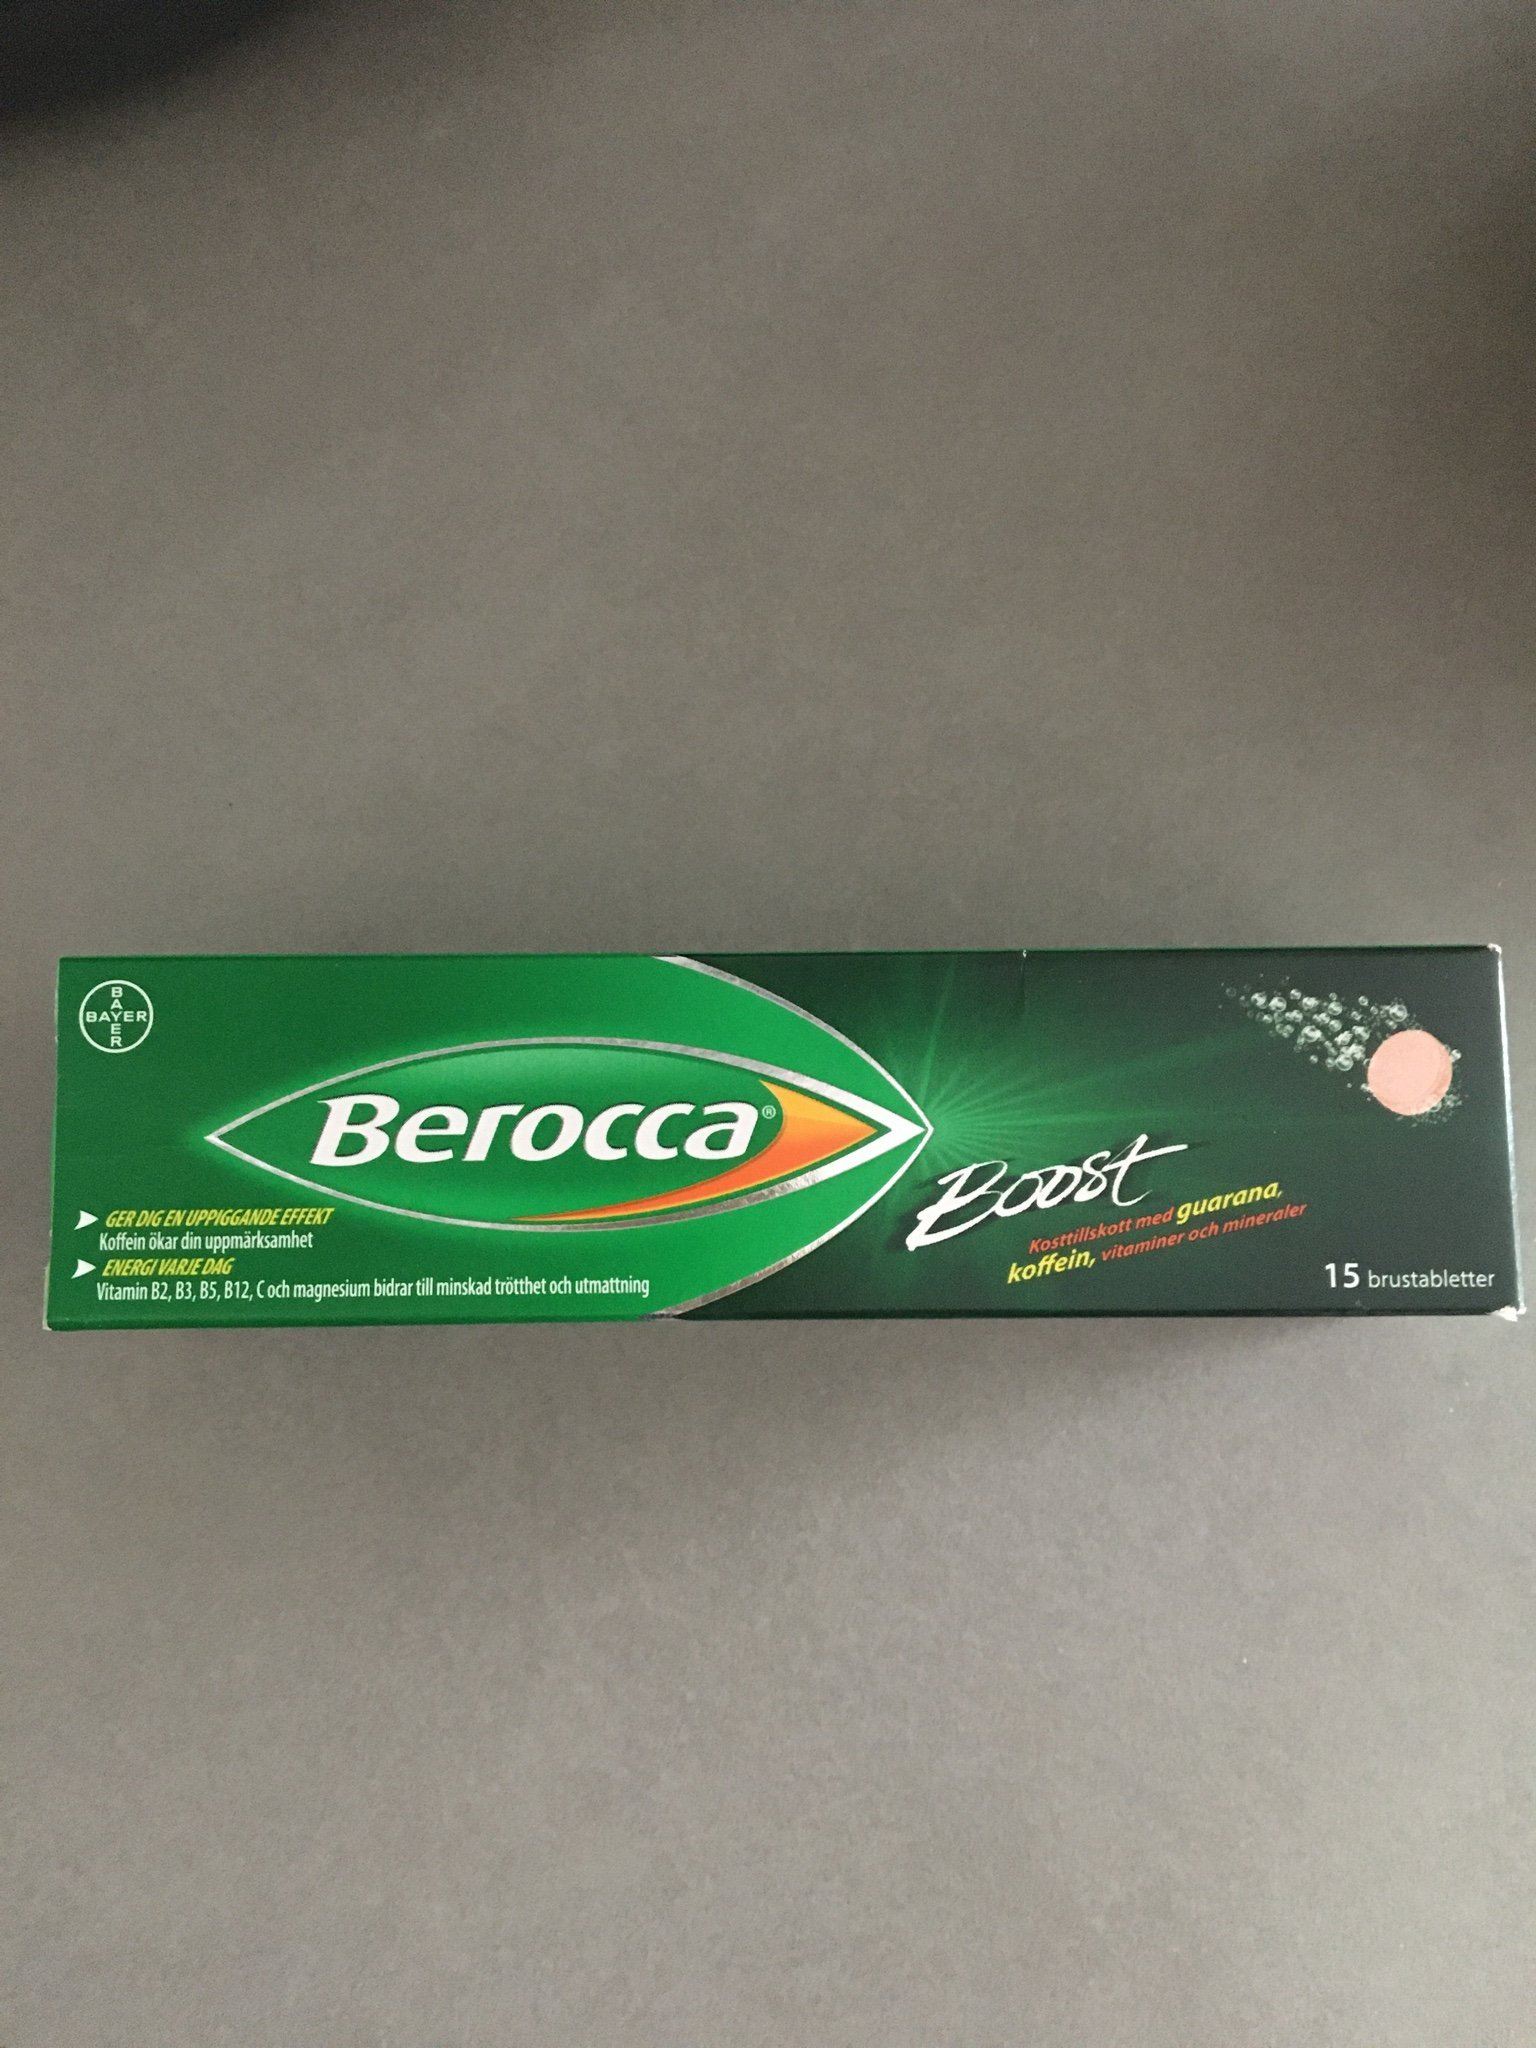 BAYER
BAYER
Berocca®
Boost
Kosttillskott med guarana,
koffein, vitaminer och mineraler
GER DIG EN UPPIGGANDE EFFEKT
Koffein ökar din uppmärksamhet
ENERGI VARJE DAG
Vitamin B2, B3, B5, B12, C och magnesium bidrar till minskad trötthet och utmattning
15 brustabletter